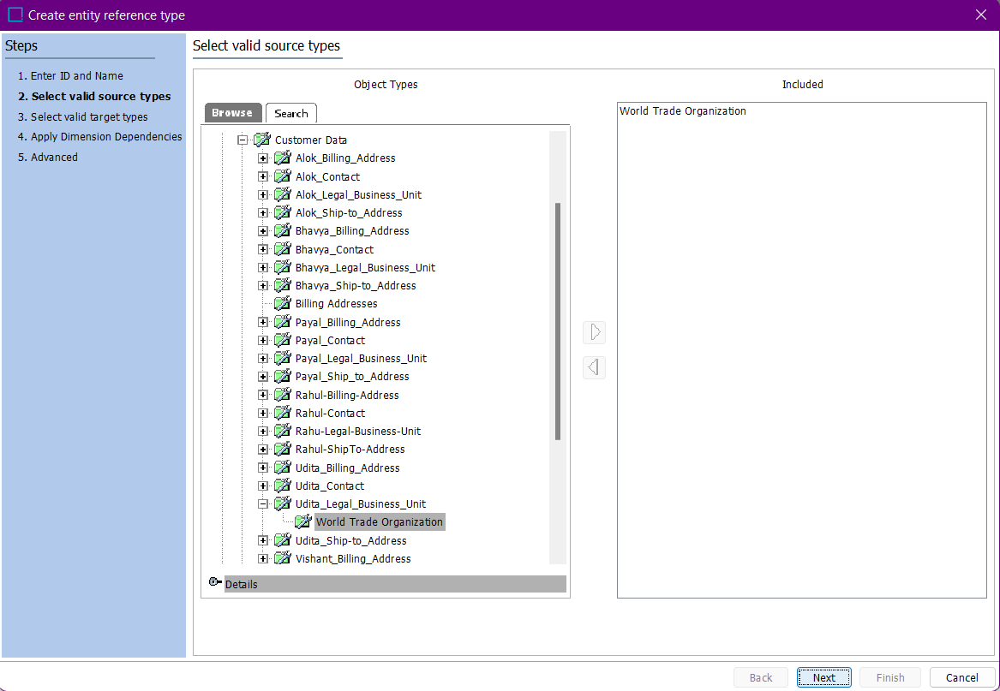 Create entity reference type
Steps
1. Enter ID and Name
2. Select valid source types
3. Select valid target types
4. Apply Dimension Dependencies
5. Advanced
Select valid source types
Object Types
Browse
Search
Customer Data
Alok_Billing_Address
Alok_Contact
Alok_Legal_Business_Unit
Alok_Ship-to_Address
Bhavya_Billing_Address
Bhavya_Contact
Bhavya_Legal_Business_Unit
Bhavya_Ship-to_Address
Billing Addresses
Payal_Billing_Address
Payal_Contact
Payal_Legal_Business_Unit
Payal_Ship_to_Address
Rahul-Billing-Address
Rahul-Contact
Rahu-Legal-Business-Unit
Rahul-ShipTo-Address
Udita_Billing_Address
Udita_Contact
Udita_Legal_Business_Unit
World Trade Organization
Udita_Ship-to_Address
Vishant_Billing_Address
Details
Included
World Trade Organization
Back
Next
Finish
Cancel